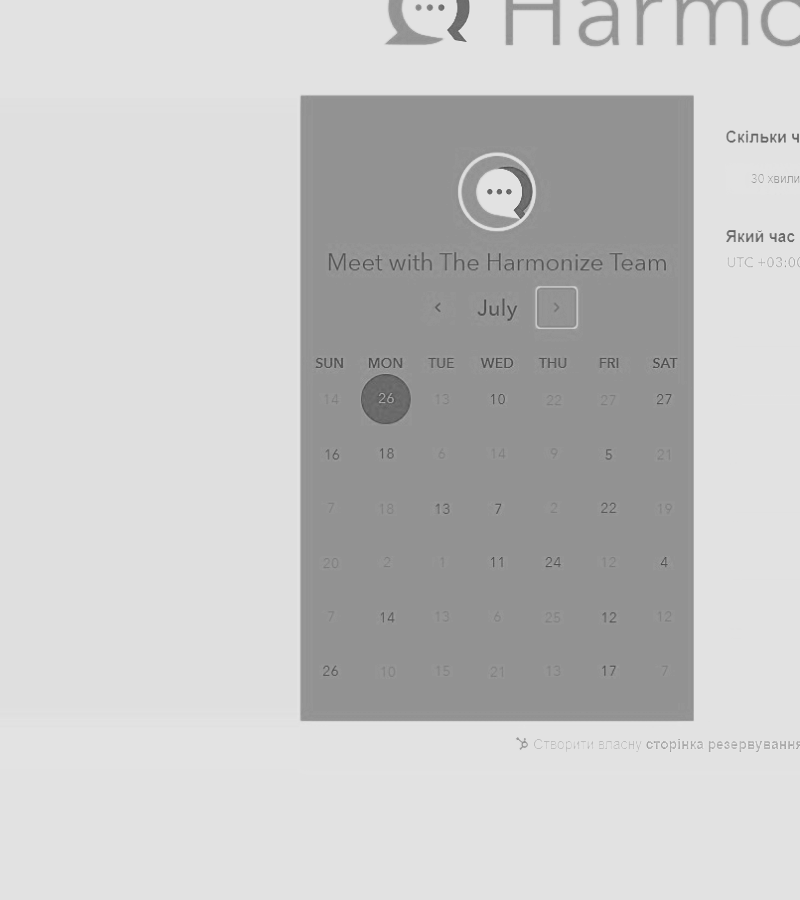 Harmo
Скільки ч
30 хвили
Meet with The Harmonize Team
Який час
UTC +03:00
July
SUN MON TUE WED THU FRI SAT
14 26 13 10 22 27 27
16 18 6 14 9 5 21
7 18 13 7 2 22 19
20 2 1 11 24 12 4
7 14 13 6 25 12 12
26 10 15 21 13 17 7
Створити власну сторінка резервування